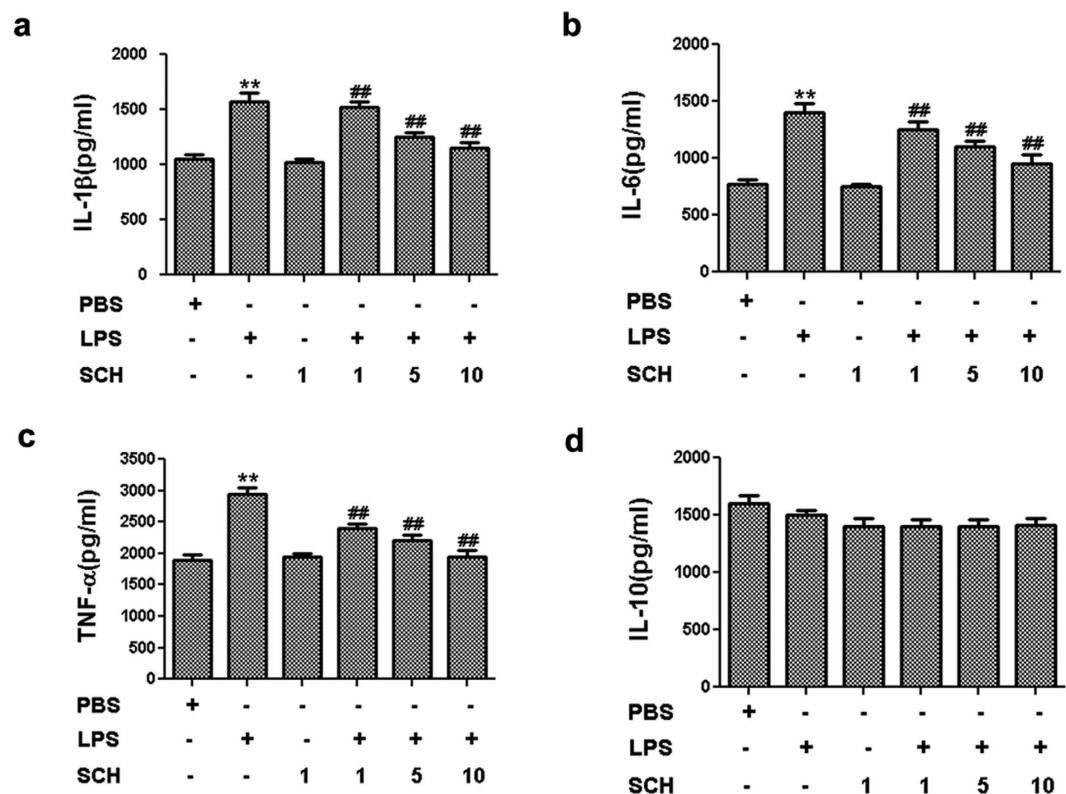 a
IL-1β(pg/ml)
2000
1500
1000
500
0
** ## ## ##
PBS + - - - - -
LPS - + - + + +
SCH - - 1 1 5 10
b
IL-6(pg/ml)
2000
1500
1000
500
0
** ## ## ##
PBS + - - - - -
LPS - + - + + +
SCH - - 1 1 5 10
c
TNF-α(pg/ml)
3500
3000
2500
2000
1500
1000
500
0
** ## ## ##
PBS + - - - - -
LPS - + - + + +
SCH - - 1 1 5 10
d
IL-10(pg/ml)
2000
1500
1000
500
0
PBS + - - - - -
LPS - + - + + +
SCH - - 1 1 5 10